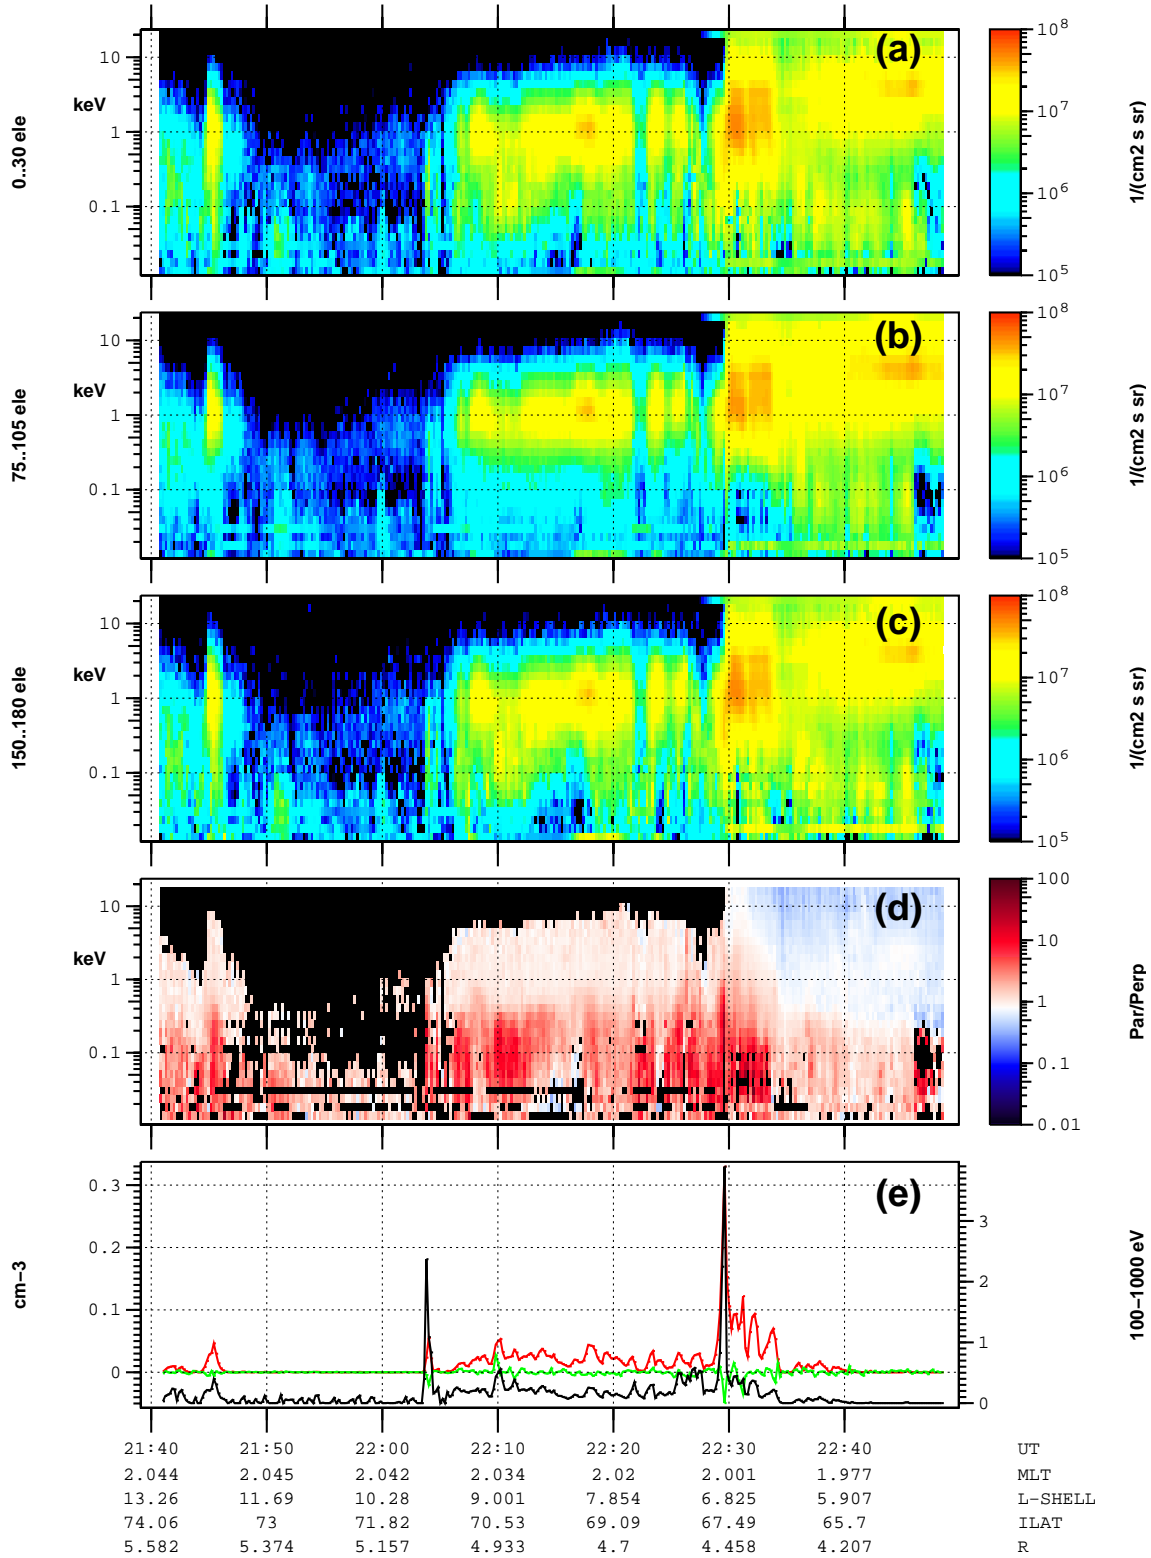 (a)
10
keV
1
0.1
0..30 ele
10^8
10^7
10^6
10^5
1/(cm2 s sr)
(b)
10
keV
1
0.1
75..105 ele
10^8
10^7
10^6
10^5
1/(cm2 s sr)
(c)
10
keV
1
0.1
150..180 ele
10^8
10^7
10^6
10^5
1/(cm2 s sr)
(d)
10
keV
1
0.1
100
10
1
0.1
0.01
Par/Perp
(e)
0.3
0.2
0.1
0
cm-3
3
2
1
0
100-1000 eV
21:40 21:50 22:00 22:10 22:20 22:30 22:40 UT
2.044 2.045 2.042 2.034 2.02 2.001 1.977 MLT
13.26 11.69 10.28 9.001 7.854 6.825 5.907 L-SHELL
74.06 73 71.82 70.53 69.09 67.49 65.7 ILAT
5.582 5.374 5.157 4.933 4.7 4.458 4.207 R